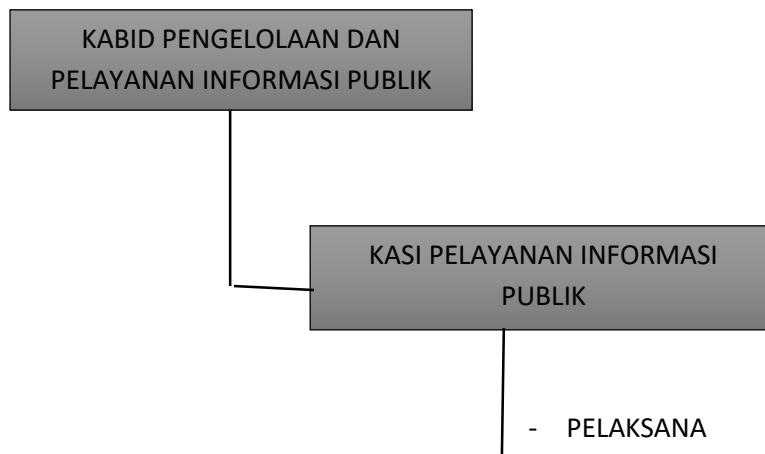 KABID PENGELOLAAN DAN
PELAYANAN INFORMASI PUBLIK
KASI PELAYANAN INFORMASI
PUBLIK
- PELAKSANA